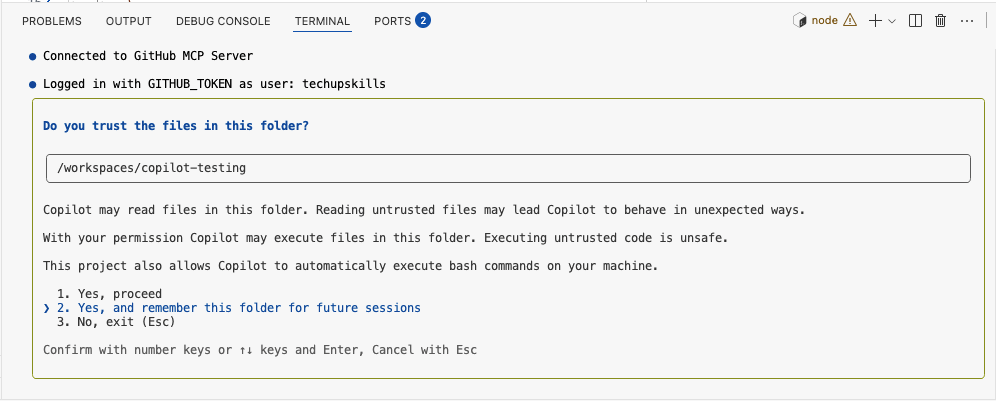 PROBLEMS OUTPUT DEBUG CONSOLE TERMINAL PORTS 2 node
● Connected to GitHub MCP Server
● Logged in with GITHUB_TOKEN as user: techupskills
Do you trust the files in this folder?
/workspaces/copilot-testing
Copilot may read files in this folder. Reading untrusted files may lead Copilot to behave in unexpected ways.
With your permission Copilot may execute files in this folder. Executing untrusted code is unsafe.
This project also allows Copilot to automatically execute bash commands on your machine.
1. Yes, proceed
❯ 2. Yes, and remember this folder for future sessions
3. No, exit (Esc)
Confirm with number keys or ↑↓ keys and Enter, Cancel with Esc